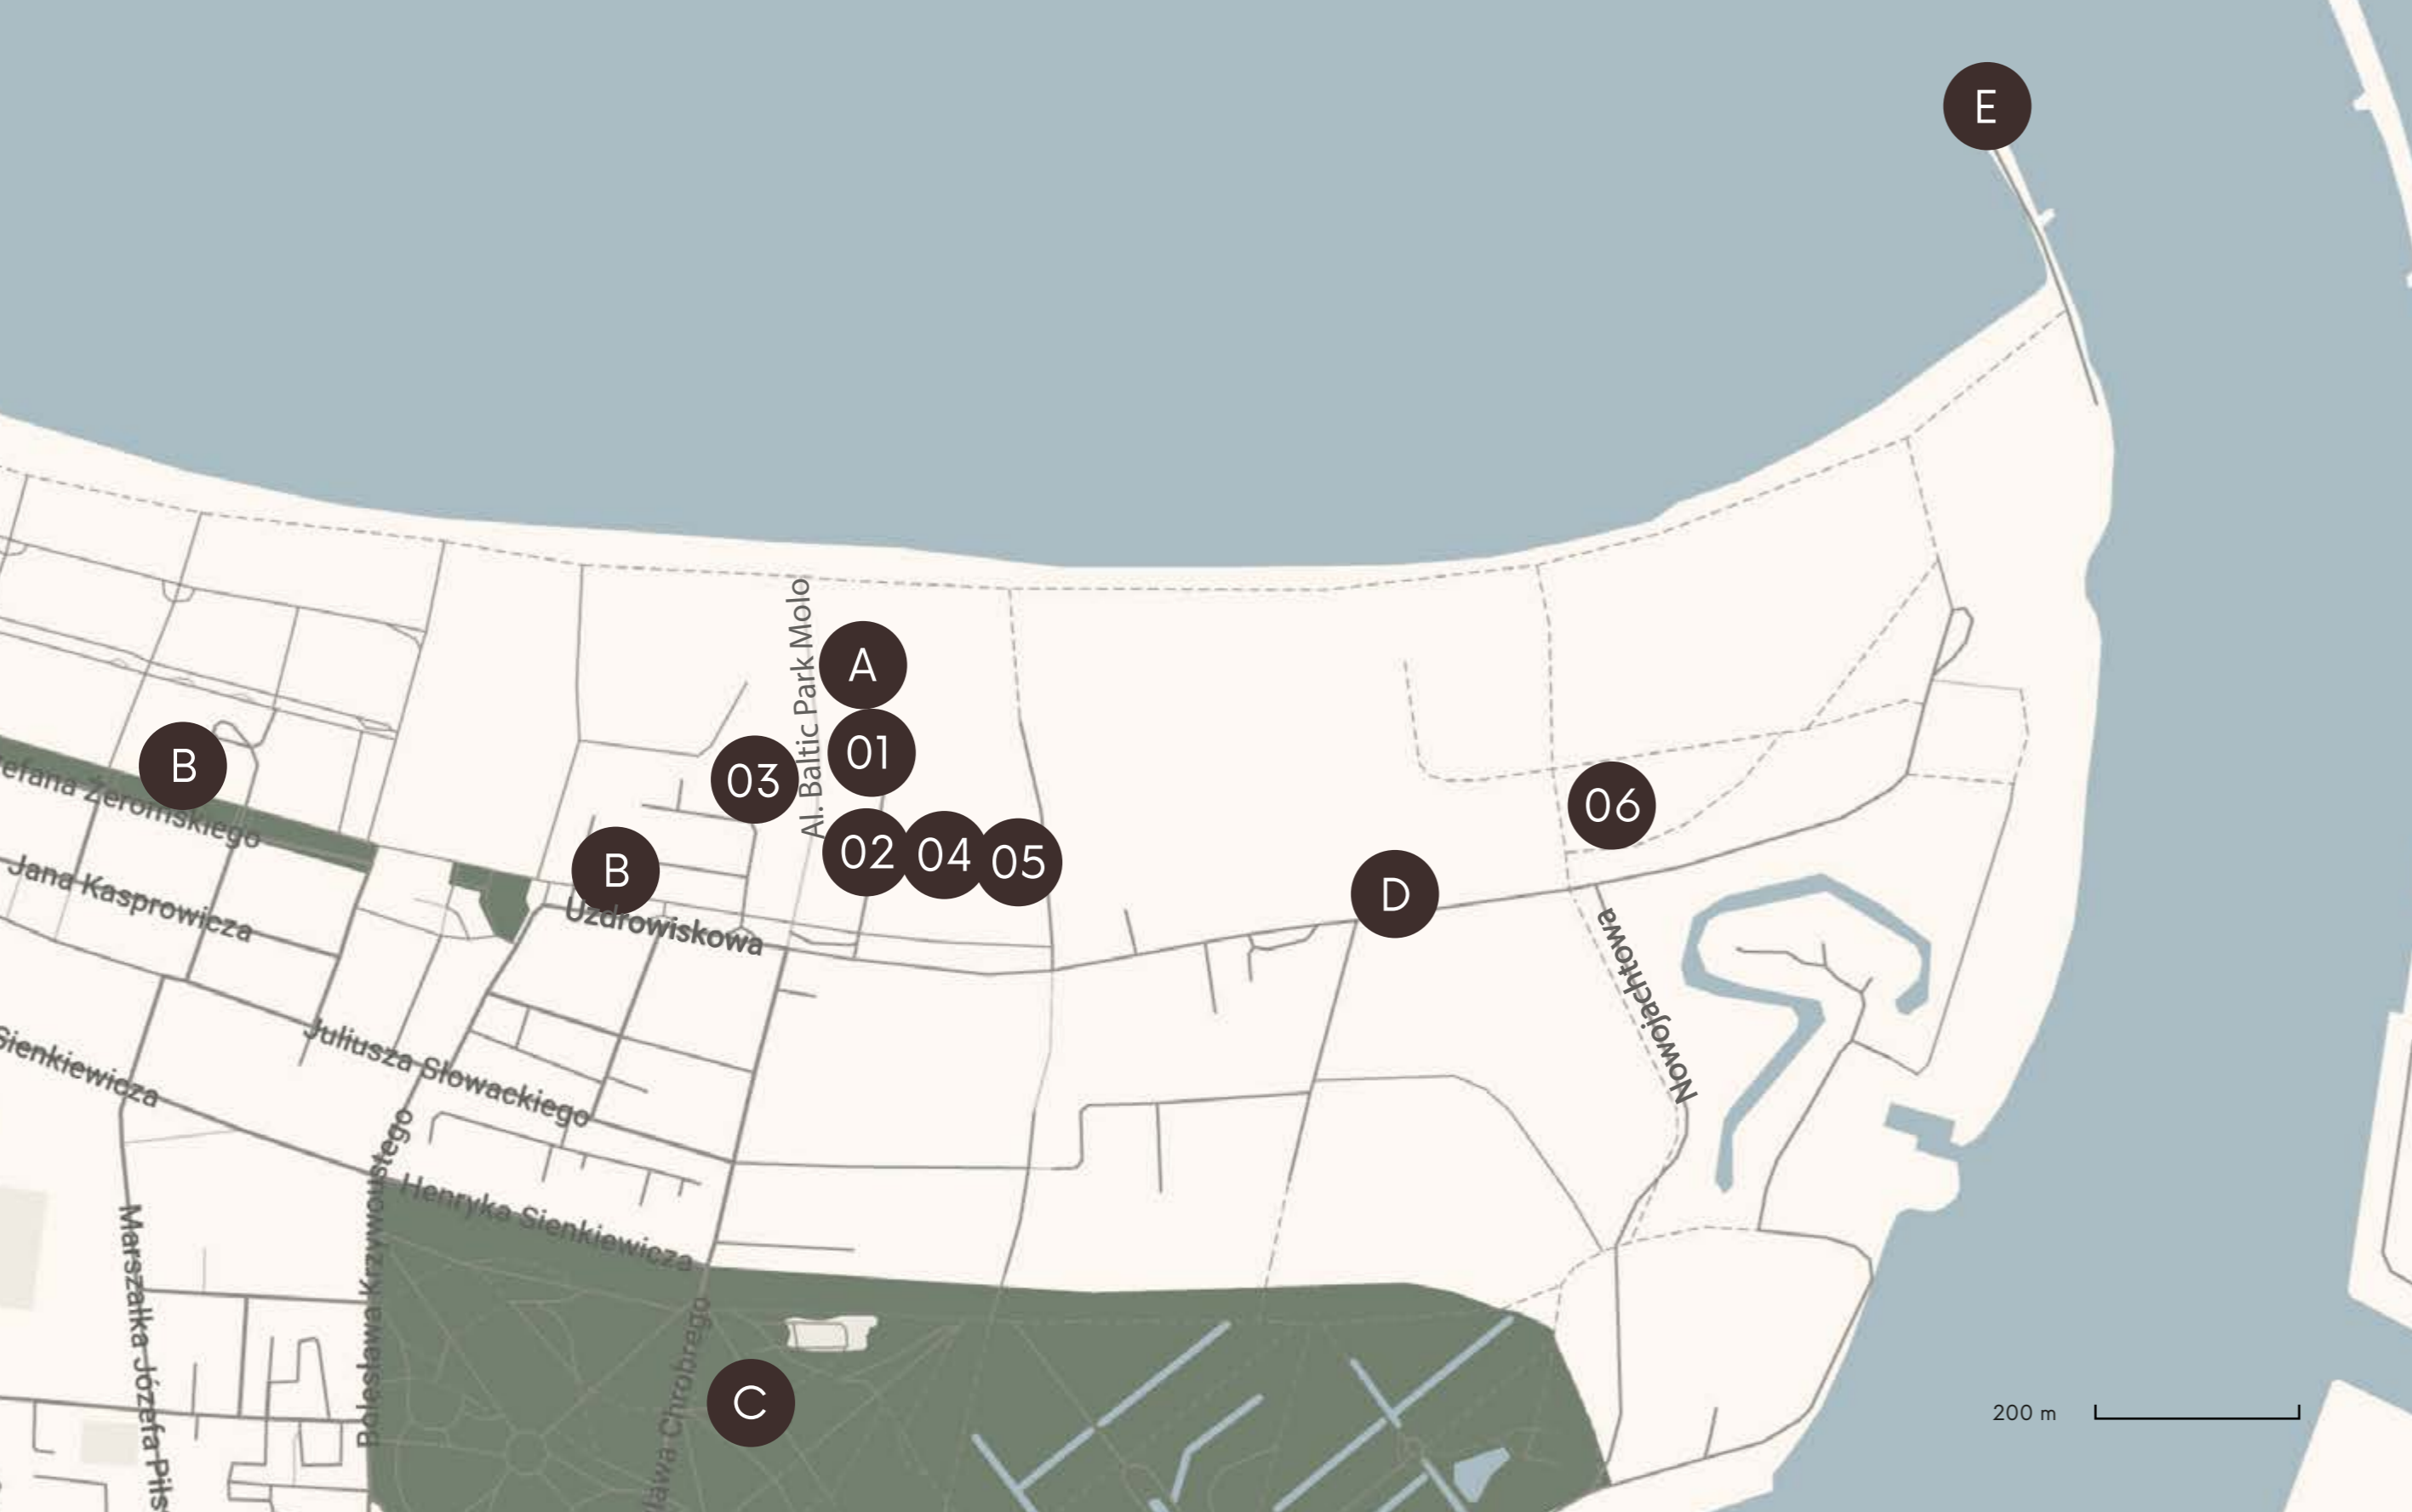 E
Al. Baltic Park Molo
A
01
03
B
02
04
05
06
D
B
efana Żeromskiego
Jana Kasprowicza
Uzdrowiskowa
Nowojachtowa
Juliusza Słowackiego
Sienkiewicza
Henryka Sienkiewicza
Bolesława Krzywoustego
Marszałka Józefa Piłs
ława Chrobrego
C
200 m